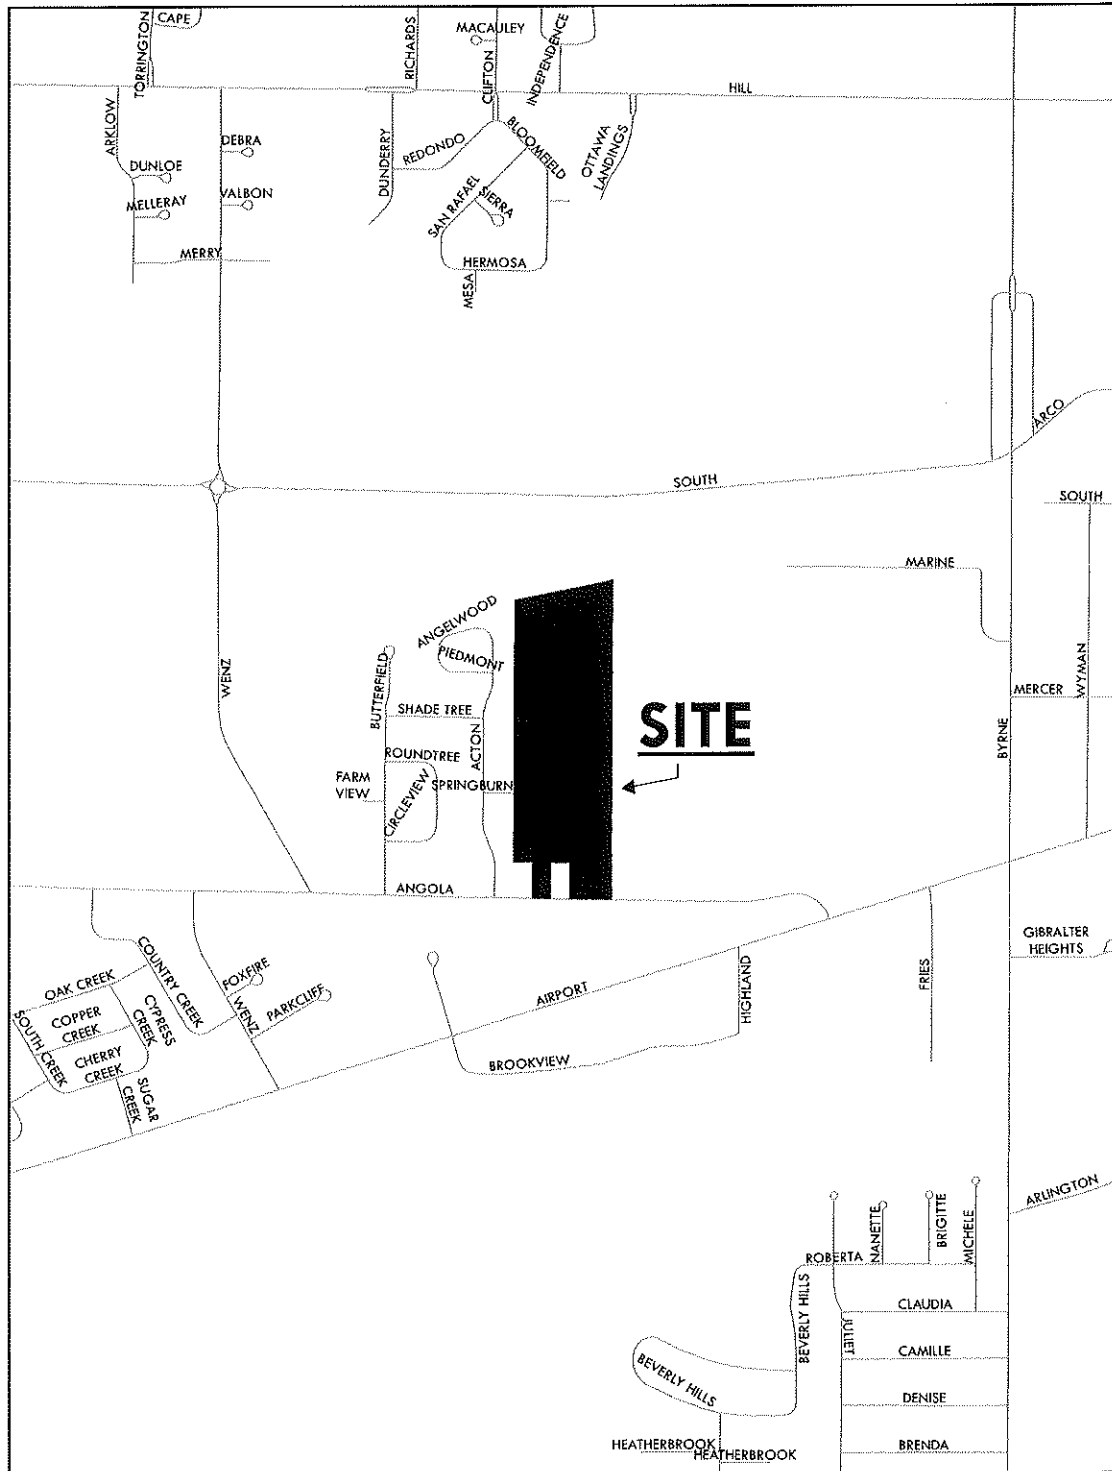 CAPE
TORRINGTON
RICHARDS
MACAULEY
CLIFTON
INDEPENDENCE
HILL
ARKLOW
DUNLOE
MELLERAY
DEBRA
VALBON
MERRY
DUNDERRY
REDONDO
BLOOMFIELD
OTTAWA
LANDINGS
SAN RAFAEL
SIERRA
HERMOSA
MESA
ARCO
SOUTH
SOUTH
MARINE
WENZ
ANGELWOOD
PIEDMONT
BUTTERFIELD
SHADE TREE
ACTON
ROUNDTREE
FARM
VIEW
CIRCLEVIEW
SPRINGBURN
SITE
BYRNE
MERCER
WYMAN
ANGOLA
COUNTRY CREEK
FOXFIRE
WENZ
PARKCLIFF
OAK CREEK
COPPER
CREEK
CYPRESS
CREEK
SOUTH CREEK
CHERRY
CREEK
SUGAR
CREEK
AIRPORT
HIGHLAND
BROOKVIEW
FRIES
GIBRALTER
HEIGHTS
ARLINGTON
ROBERTA
NANETTE
BRIGITTE
MICHELE
BEVERLY HILLS
JULIET
CLAUDIA
CAMILLE
BEVERLY HILLS
DENISE
HEATHERBROOK
HEATHERBROOK
BRENDA